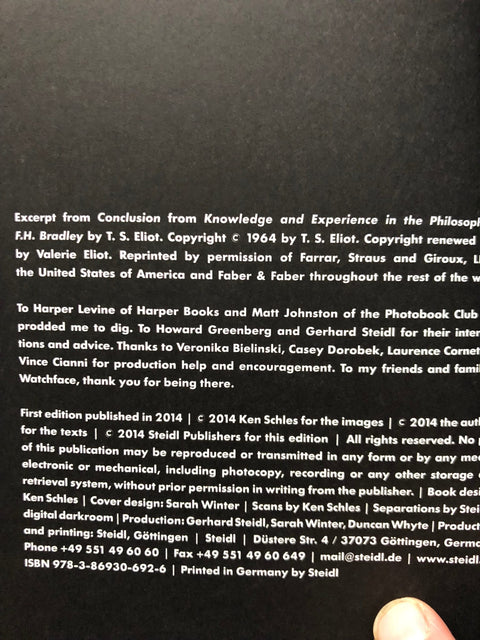 Excerpt from Conclusion from Knowledge and Experience in the Philosoph
F.H. Bradley by T. S. Eliot. Copyright © 1964 by T. S. Eliot. Copyright renewed
by Valerie Eliot. Reprinted by permission of Farrar, Straus and Giroux, LL
the United States of America and Faber & Faber throughout the rest of the w
To Harper Levine of Harper Books and Matt Johnston of the Photobook Club
prodded me to dig. To Howard Greenberg and Gerhard Steidl for their inter
tions and advice. Thanks to Veronika Bielinski, Casey Dorobek, Laurence Cornet
Vince Cianni for production help and encouragement. To my friends and famil
Watchface, thank you for being there.
First edition published in 2014 | © 2014 Ken Schles for the images | © 2014 the auth
for the texts | © 2014 Steidl Publishers for this edition | All rights reserved. No p
of this publication may be reproduced or transmitted in any form or by any mea
electronic or mechanical, including photocopy, recording or any other storage
retrieval system, without prior permission in writing from the publisher. | Book desi
Ken Schles | Cover design: Sarah Winter | Scans by Ken Schles | Separations by Stei
digital darkroom | Production: Gerhard Steidl, Sarah Winter, Duncan Whyte | Product
and printing: Steidl, Göttingen | Steidl | Düstere Str. 4 / 37073 Göttingen, Germa
Phone +49 551 49 60 60 | Fax +49 551 49 60 649 | mail@steidl.de | www.steidl.
ISBN 978-3-86930-692-6 | Printed in Germany by Steidl